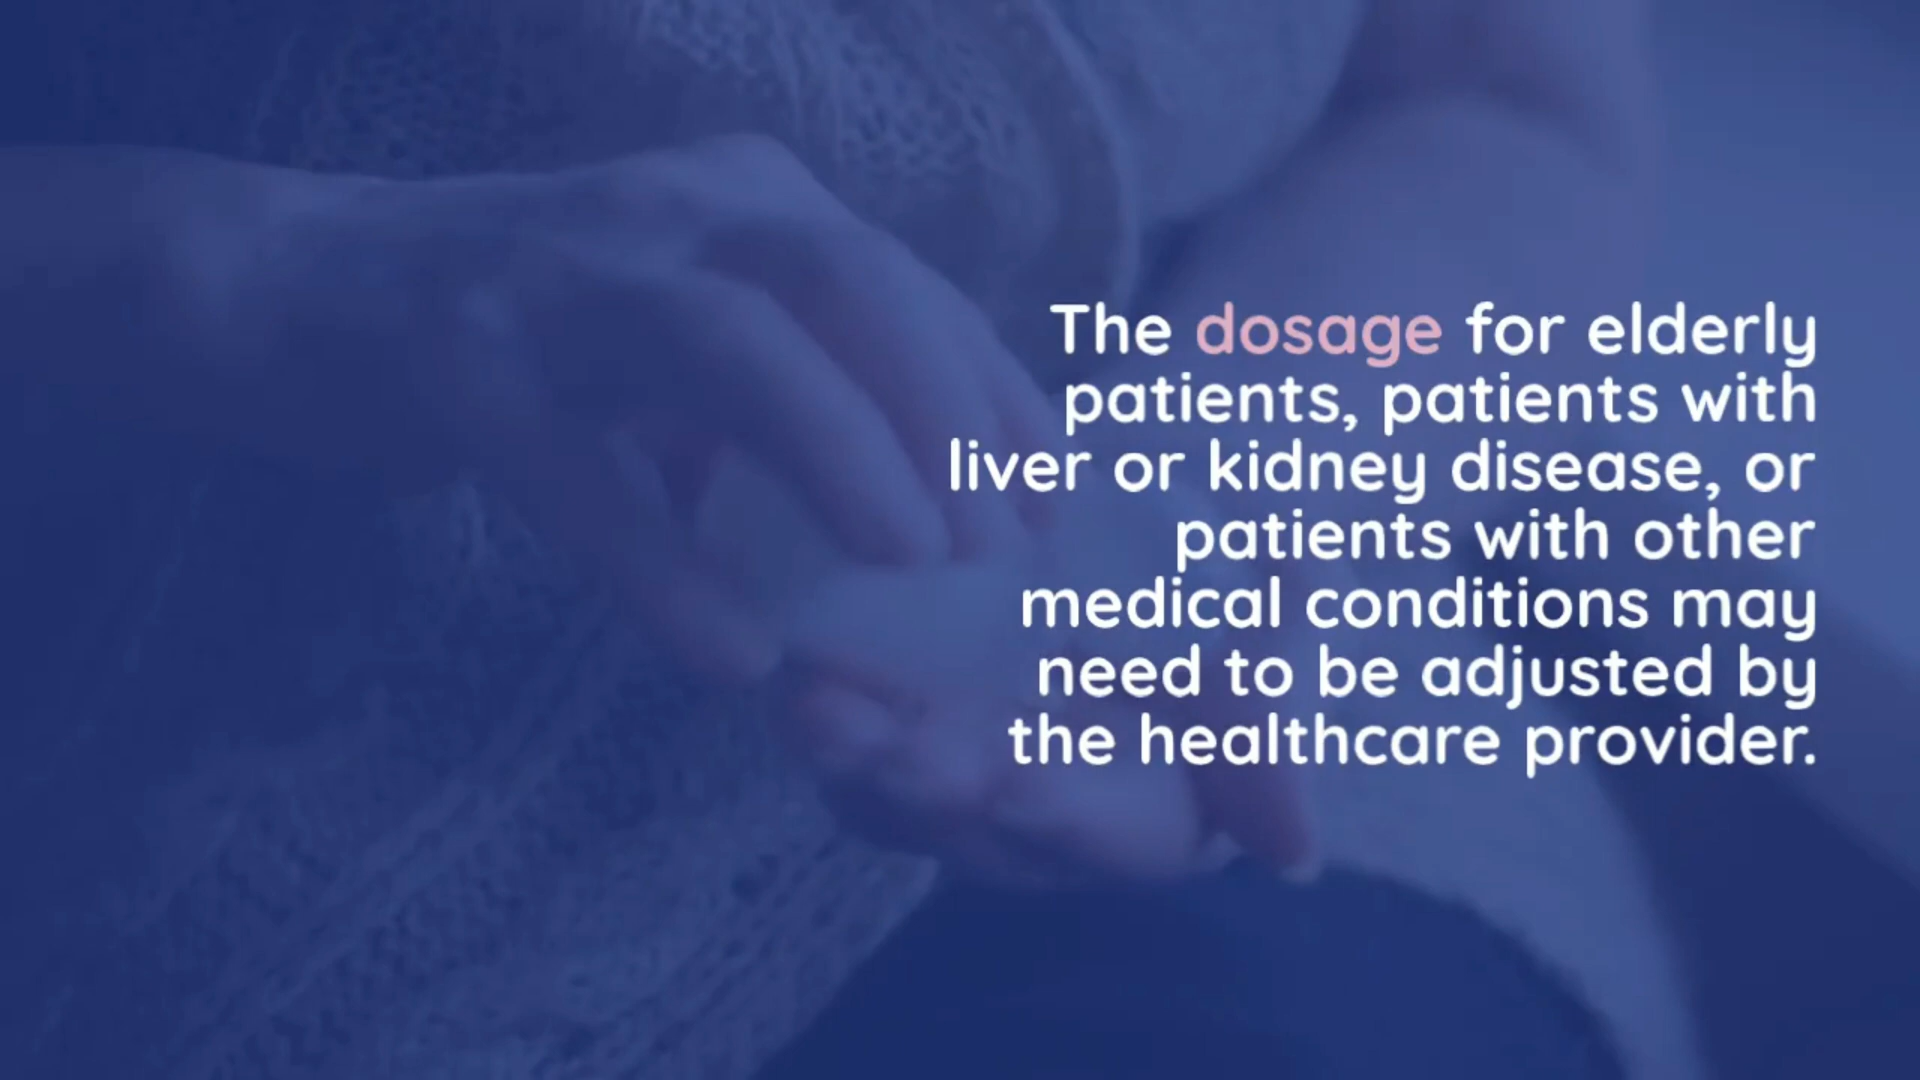 The dosage for elderly
patients, patients with
liver or kidney disease, or
patients with other
medical conditions may
need to be adjusted by
the healthcare provider.